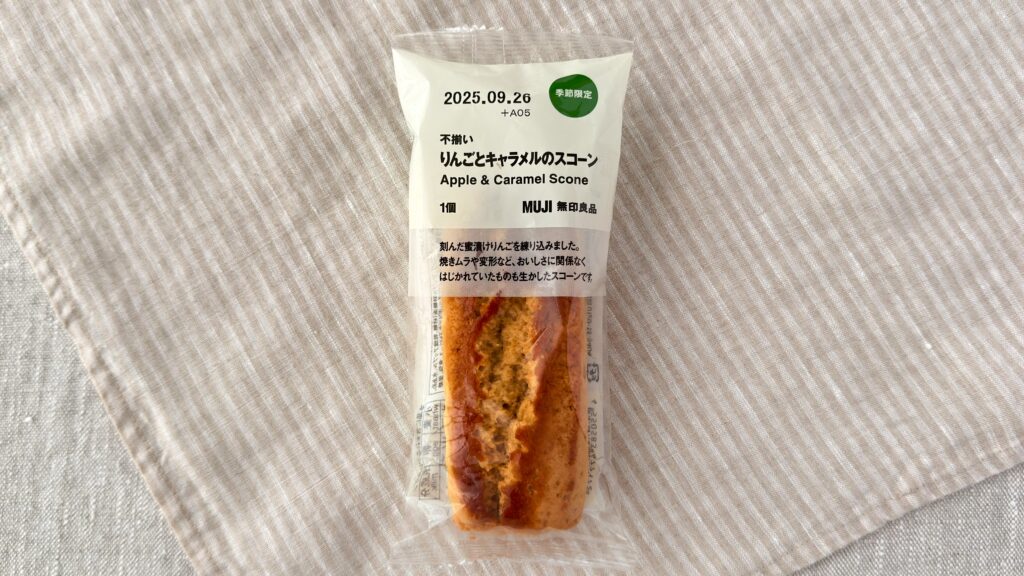 2025.09.26
季節限定
+A05
不揃い
りんごとキャラメルのスコーン
Apple & Caramel Scone
1個
MUJI 無印良品
刻んだ蜜漬けりんごを練り込みました。
焼きムラや変形など、おいしさに関係なく
はじかれていたものも生かしたスコーンです